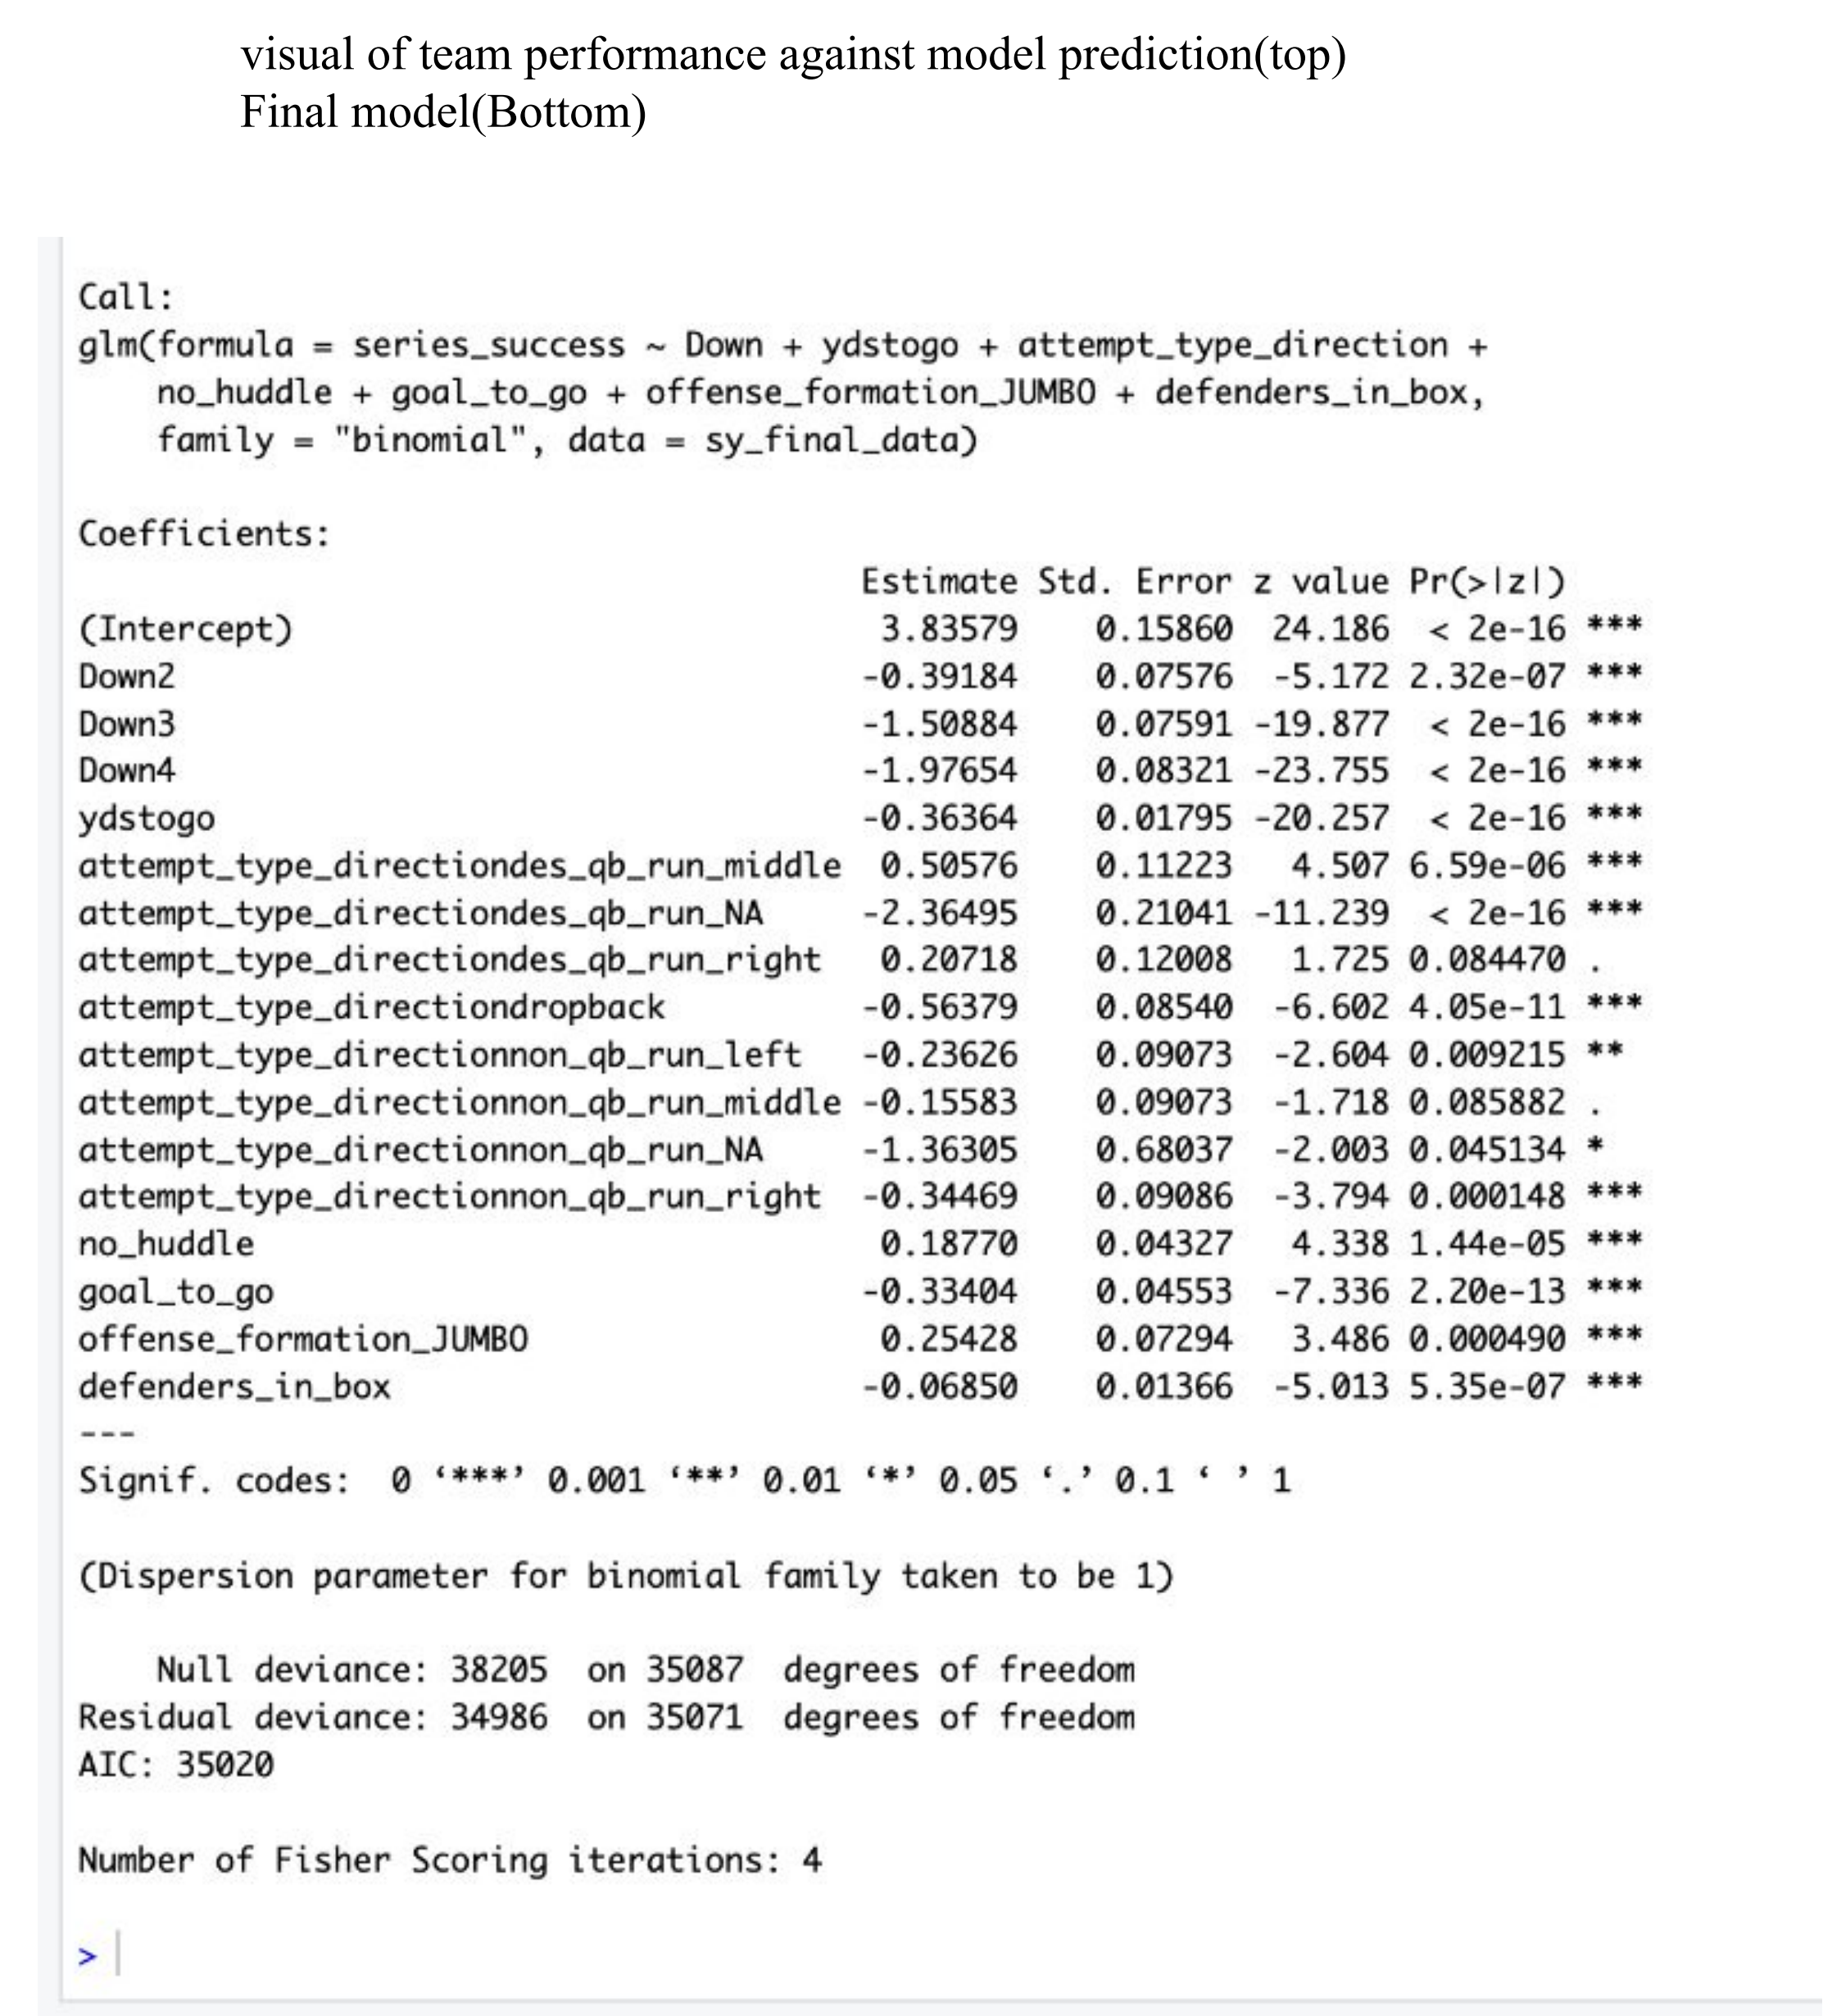 visual of team performance against model prediction(top)
Final model(Bottom)
Call:
glm(formula = series_success ~ Down + ydstogo + attempt_type_direction +
    no_huddle + goal_to_go + offense_formation_JUMBO + defenders_in_box,
    family = "binomial", data = sy_final_data)
Coefficients:
                                        Estimate Std. Error z value Pr(>|z|)
(Intercept)                              3.83579    0.15860  24.186  < 2e-16 ***
Down2                                   -0.39184    0.07576  -5.172 2.32e-07 ***
Down3                                   -1.50884    0.07591 -19.877  < 2e-16 ***
Down4                                   -1.97654    0.08321 -23.755  < 2e-16 ***
ydstogo                                 -0.36364    0.01795 -20.257  < 2e-16 ***
attempt_type_directiondes_qb_run_middle  0.50576    0.11223   4.507 6.59e-06 ***
attempt_type_directiondes_qb_run_NA     -2.36495    0.21041 -11.239  < 2e-16 ***
attempt_type_directiondes_qb_run_right   0.20718    0.12008   1.725 0.084470 .
attempt_type_directiondropback          -0.56379    0.08540  -6.602 4.05e-11 ***
attempt_type_directionnon_qb_run_left   -0.23626    0.09073  -2.604 0.009215 **
attempt_type_directionnon_qb_run_middle -0.15583    0.09073  -1.718 0.085882 .
attempt_type_directionnon_qb_run_NA     -1.36305    0.68037  -2.003 0.045134 *
attempt_type_directionnon_qb_run_right  -0.34469    0.09086  -3.794 0.000148 ***
no_huddle                                0.18770    0.04327   4.338 1.44e-05 ***
goal_to_go                              -0.33404    0.04553  -7.336 2.20e-13 ***
offense_formation_JUMBO                  0.25428    0.07294   3.486 0.000490 ***
defenders_in_box                        -0.06850    0.01366  -5.013 5.35e-07 ***
---
Signif. codes:  0 ‘***’ 0.001 ‘**’ 0.01 ‘*’ 0.05 ‘.’ 0.1 ‘ ’ 1
(Dispersion parameter for binomial family taken to be 1)
    Null deviance: 38205  on 35087  degrees of freedom
Residual deviance: 34986  on 35071  degrees of freedom
AIC: 35020
Number of Fisher Scoring iterations: 4
>